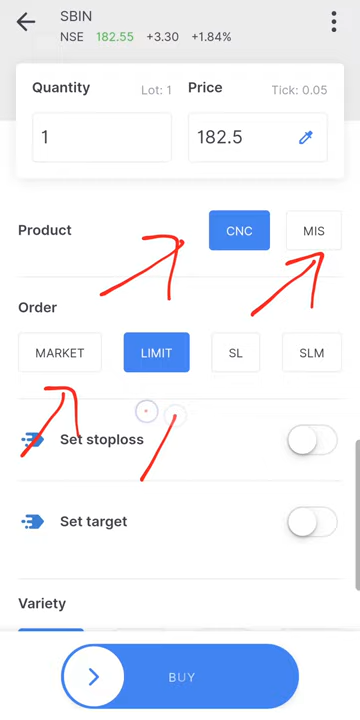 SBIN
NSE 182.55 +3.30 +1.84%
Quantity Lot: 1 Price Tick: 0.05
1 182.5
Product CNC MIS
Order
MARKET LIMIT SL SLM
Set stoploss
Set target
Variety
BUY